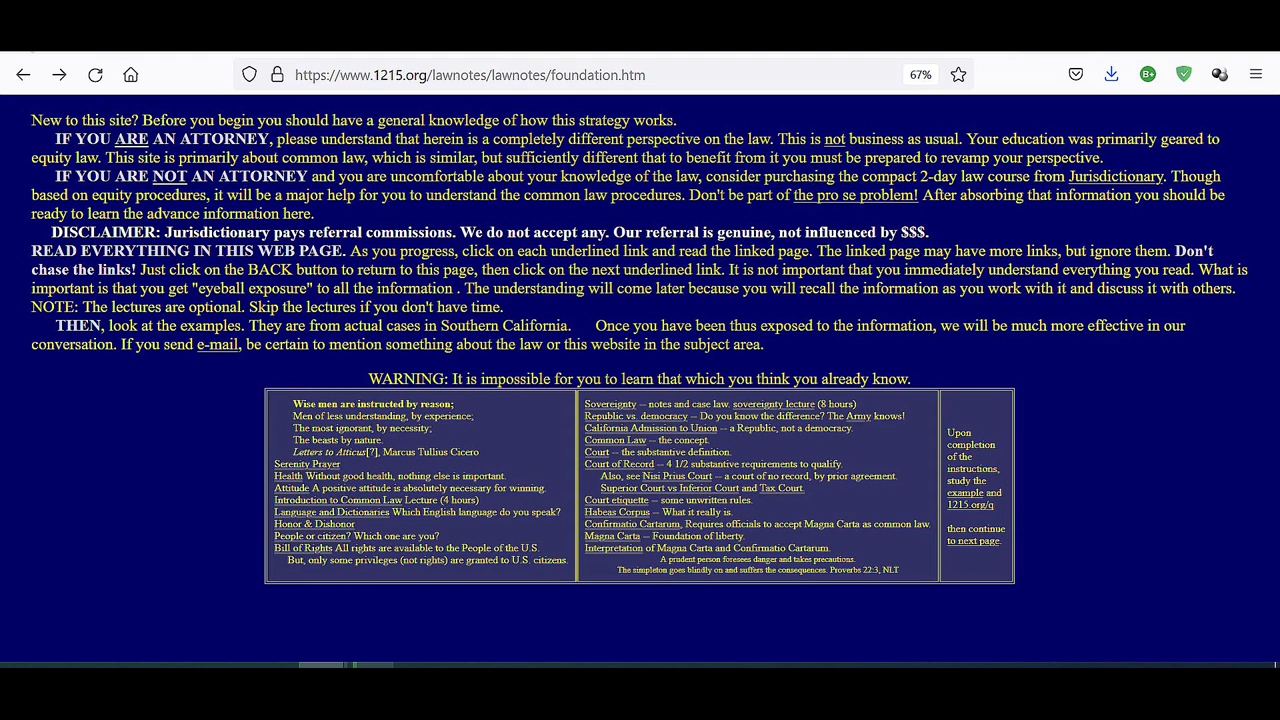 https://www.1215.org/lawnotes/lawnotes/foundation.htm
67%
New to this site? Before you begin you should have a general knowledge of how this strategy works.
IF YOU ARE AN ATTORNEY, please understand that herein is a completely different perspective on the law. This is not business as usual. Your education was primarily geared to
equity law. This site is primarily about common law, which is similar, but sufficiently different that to benefit from it you must be prepared to revamp your perspective.
IF YOU ARE NOT AN ATTORNEY and you are uncomfortable about your knowledge of the law, consider purchasing the compact 2-day law course from Jurisdictionary. Though
based on equity procedures, it will be a major help for you to understand the common law procedures. Don't be part of the pro se problem! After absorbing that information you should be
ready to learn the advance information here.
DISCLAIMER: Jurisdictionary pays referral commissions. We do not accept any. Our referral is genuine, not influenced by $$$.
READ EVERYTHING IN THIS WEB PAGE. As you progress, click on each underlined link and read the linked page. The linked page may have more links, but ignore them. Don't
chase the links! Just click on the BACK button to return to this page, then click on the next underlined link. It is not important that you immediately understand everything you read. What is
important is that you get "eyeball exposure" to all the information . The understanding will come later because you will recall the information as you work with it and discuss it with others.
NOTE: The lectures are optional. Skip the lectures if you don't have time.
THEN, look at the examples. They are from actual cases in Southern California. Once you have been thus exposed to the information, we will be much more effective in our
conversation. If you send e-mail, be certain to mention something about the law or this website in the subject area.
WARNING: It is impossible for you to learn that which you think you already know.
Wise men are instructed by reason;
Men of less understanding, by experience;
The most ignorant, by necessity;
The beasts by nature.
Letters to Atticus[?], Marcus Tullius Cicero
Serenity Prayer
Health Without good health, nothing else is important.
Attitude A positive attitude is absolutely necessary for winning.
Introduction to Common Law Lecture (4 hours)
Language and Dictionaries Which English language do you speak?
Honor & Dishonor
People or citizen? Which one are you?
Bill of Rights All rights are available to the People of the U.S.
But, only some privileges (not rights) are granted to U.S. citizens.
Sovereignty -- notes and case law, sovereignty lecture (8 hours)
Republic vs. democracy -- Do you know the difference? The Army knows!
California Admission to Union -- a Republic, not a democracy.
Common Law -- the concept.
Court -- the substantive definition.
Court of Record -- 4 1/2 substantive requirements to qualify.
Also, see Nisi Prius Court -- a court of no record, by prior agreement.
Superior Court vs Inferior Court and Tax Court.
Court etiquette -- some unwritten rules.
Habeas Corpus -- What it really is.
Confirmatio Cartarum, Requires officials to accept Magna Carta as common law.
Magna Carta -- Foundation of liberty.
Interpretation of Magna Carta and Confirmatio Cartarum.
A prudent person foresees danger and takes precautions.
The simpleton goes blindly on and suffers the consequences. Proverbs 22:3, NLT
Upon
completion
of the
instructions,
study the
example and
1215.org/q
then continue
to next page.